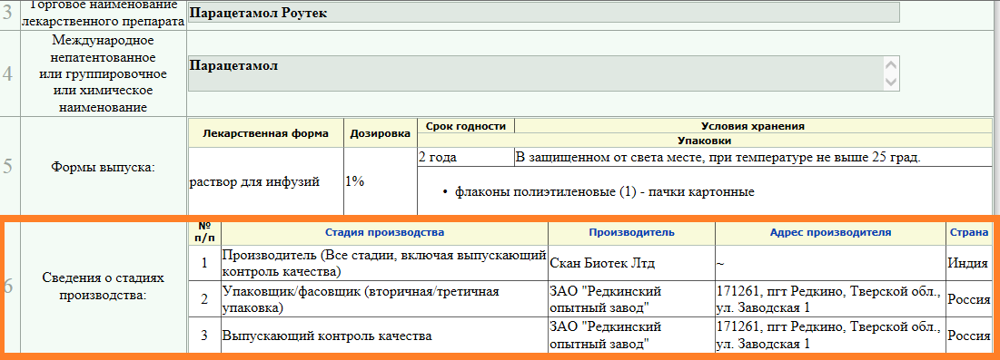 3
Торговое наименование
лекарственного препарата
Парацетамол Роутек
4
Международное
непатентованное
или группировочное
или химическое
наименование
Парацетамол
5
Формы выпуска:
Лекарственная форма
Дозировка
Срок годности
Условия хранения
Упаковки
раствор для инфузий
1%
2 года
В защищенном от света месте, при температуре не выше 25 град.
• флаконы полиэтиленовые (1) - пачки картонные
6
Сведения о стадиях
производства:
№
п/п
Стадия производства
Производитель
Адрес производителя
Страна
1
Производитель (Все стадии, включая выпускающий
контроль качества)
Скан Биотек Лтд
~
Индия
2
Упаковщик/фасовщик (вторичная/третичная
упаковка)
ЗАО "Редкинский
опытный завод"
171261, пгт Редкино, Тверской обл.,
ул. Заводская 1
Россия
3
Выпускающий контроль качества
ЗАО "Редкинский
опытный завод"
171261, пгт Редкино, Тверской обл.,
ул. Заводская 1
Россия